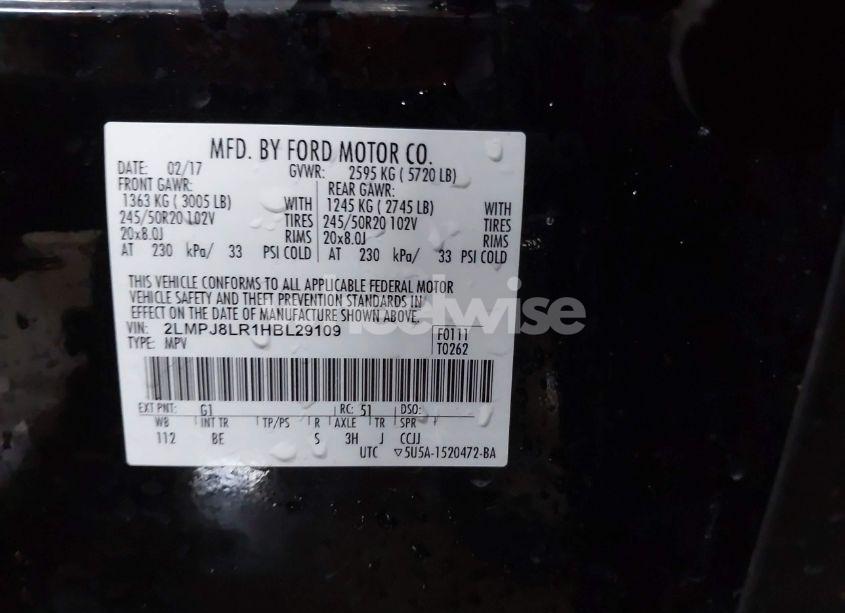 MFD. BY FORD MOTOR CO.
DATE: 02/17 GVWR: 2595 KG ( 5720 LB)
FRONT GAWR: REAR GAWR:
1363 KG ( 3005 LB) WITH 1245 KG ( 2745 LB) WITH
245/50R20 102V TIRES 245/50R20 102V TIRES
20x8.0J RIMS 20x8.0J RIMS
AT 230 kPa/ 33 PSI COLD AT 230 kPa/ 33 PSI COLD
THIS VEHICLE CONFORMS TO ALL APPLICABLE FEDERAL MOTOR
VEHICLE SAFETY AND THEFT PREVENTION STANDARDS IN
EFFECT ON THE DATE OF MANUFACTURE SHOWN ABOVE.
VIN: 2LMPJ8LR1HBL29109 F0111
TYPE: MPV T0262
EXT PNT: G1 RC: 51 DSO:
WB INT TR TP/PS R AXLE TR SPR
112 BE S 3H J CCJJ
UTC ▽5U5A-1520472-BA